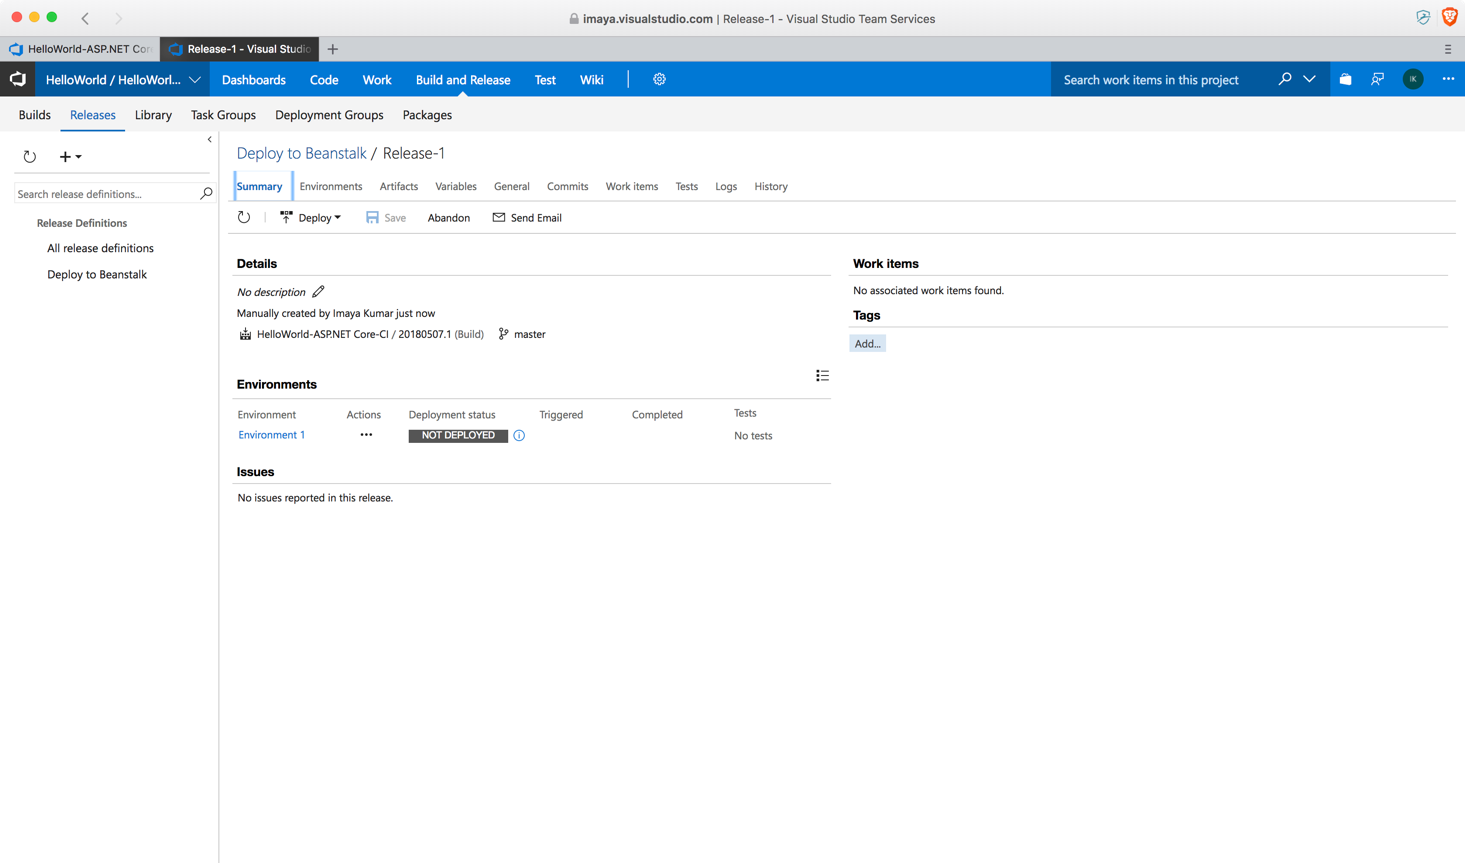 imaya.visualstudio.com | Release-1 - Visual Studio Team Services
HelloWorld-ASP.NET Cor
Release-1 - Visual Studio
HelloWorld / HelloWorl...
Dashboards
Code
Work
Build and Release
Test
Wiki
Search work items in this project
IK
Builds
Releases
Library
Task Groups
Deployment Groups
Packages
Search release definitions...
Release Definitions
All release definitions
Deploy to Beanstalk
Deploy to Beanstalk / Release-1
Summary
Environments
Artifacts
Variables
General
Commits
Work items
Tests
Logs
History
Deploy
Save
Abandon
Send Email
Details
No description
Manually created by Imaya Kumar just now
HelloWorld-ASP.NET Core-CI / 20180507.1 (Build) master
Environments
Environment Actions Deployment status Triggered Completed Tests
Environment 1 ••• NOT DEPLOYED No tests
Issues
No issues reported in this release.
Work items
No associated work items found.
Tags
Add...